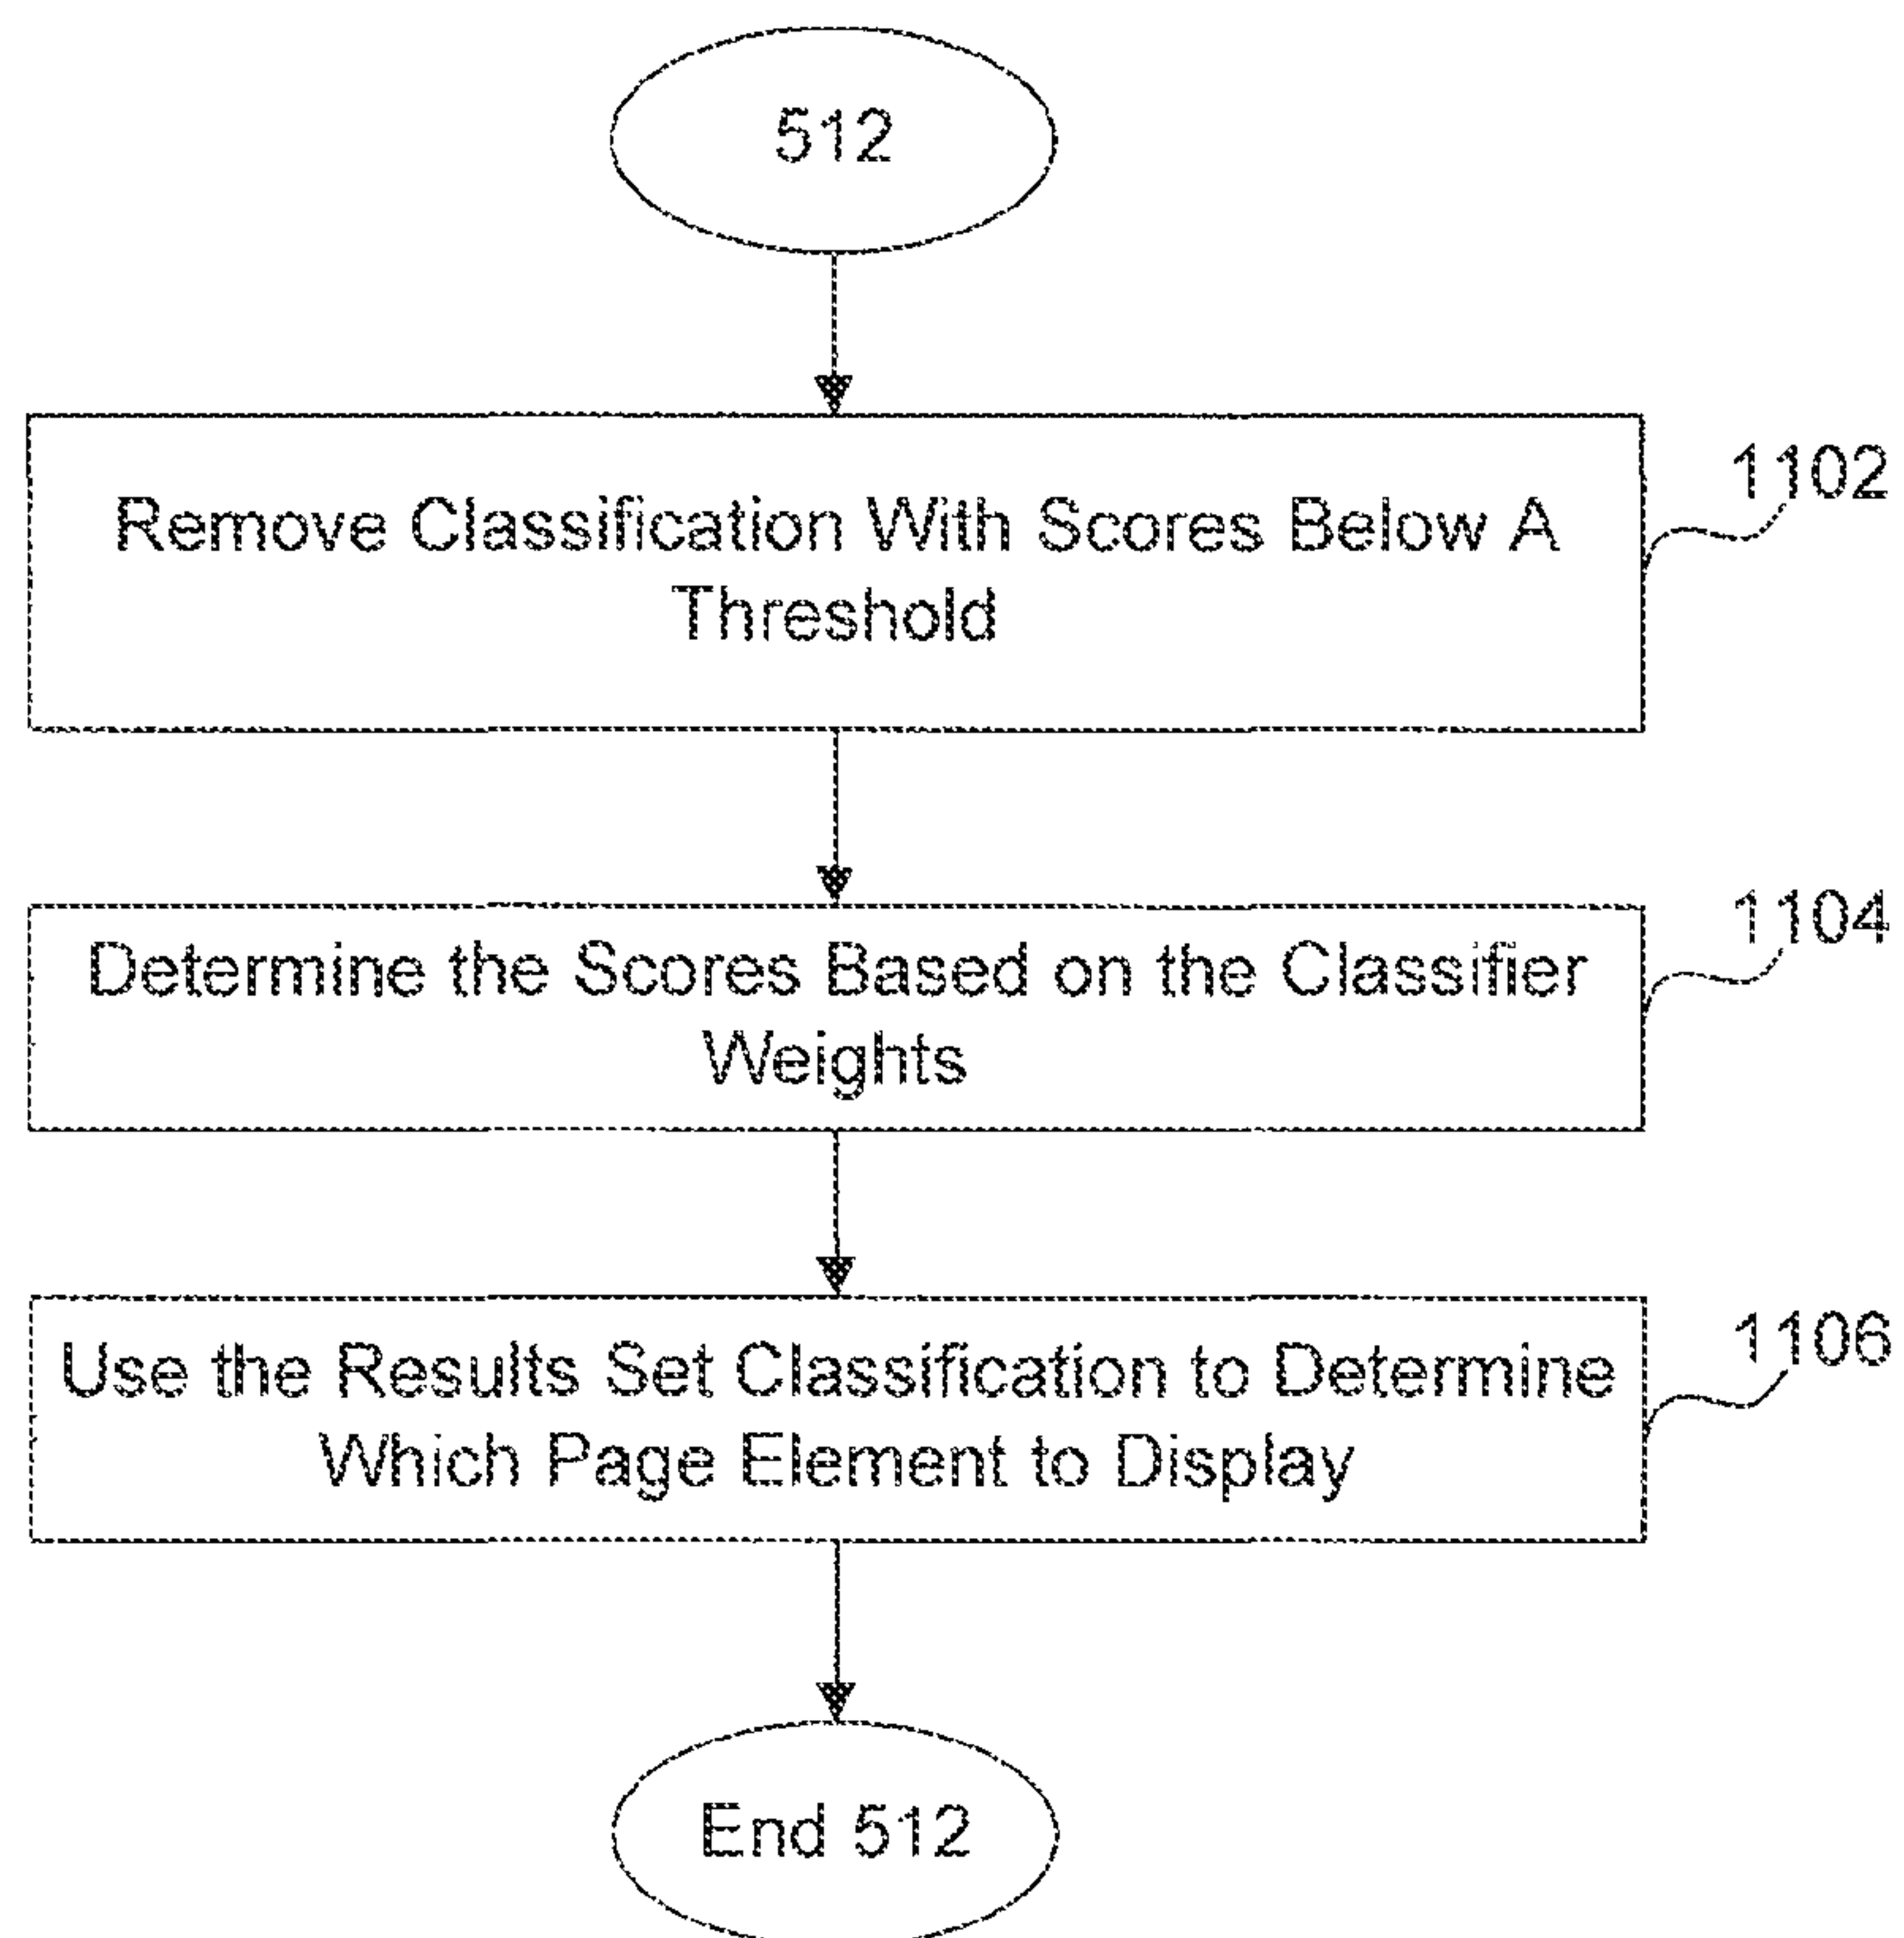 512
1102
Remove Classification With Scores Below A
Threshold
1104
Determine the Scores Based on the Classifier
Weights
1106
Use the Results Set Classification to Determine
Which Page Element to Display
End 512